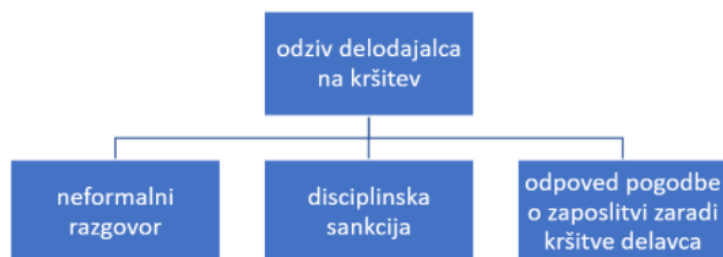 odziv delodajalca
na kršitev
neformalni
razgovor
disciplinska
sankcija
odpoved pogodbe
o zaposlitvi zaradi
kršitve delavca